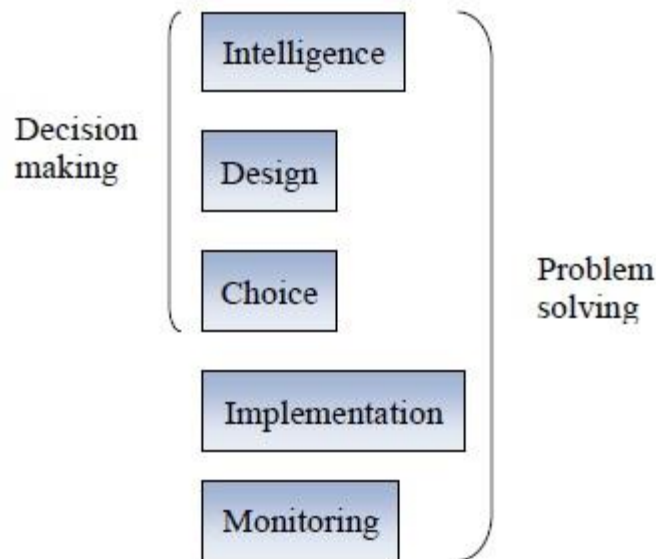 Intelligence
Decision
making
Design
Choice
Problem
solving
Implementation
Monitoring